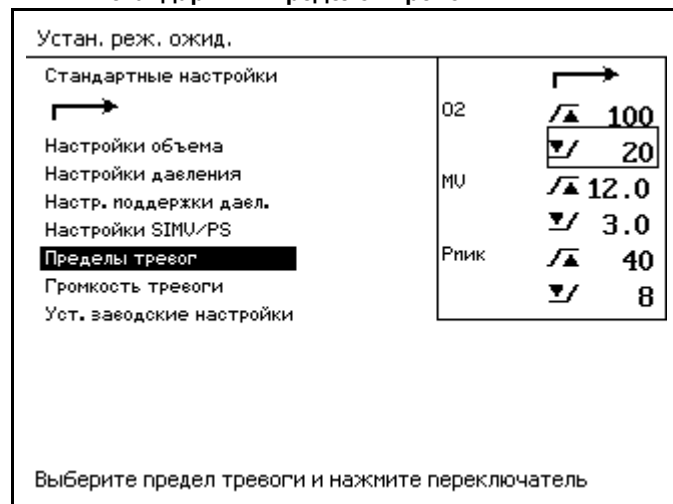 Устан. реж. ожид.
Стандартные настройки
Настройки объема
Настройки давления
Настр. поддержки давл.
Настройки SIMV/PS
Пределы тревог
Громкость тревоги
Уст. заводские настройки
O2 100
20
MV 12.0
3.0
Pпик 40
8
Выберите предел тревоги и нажмите переключатель